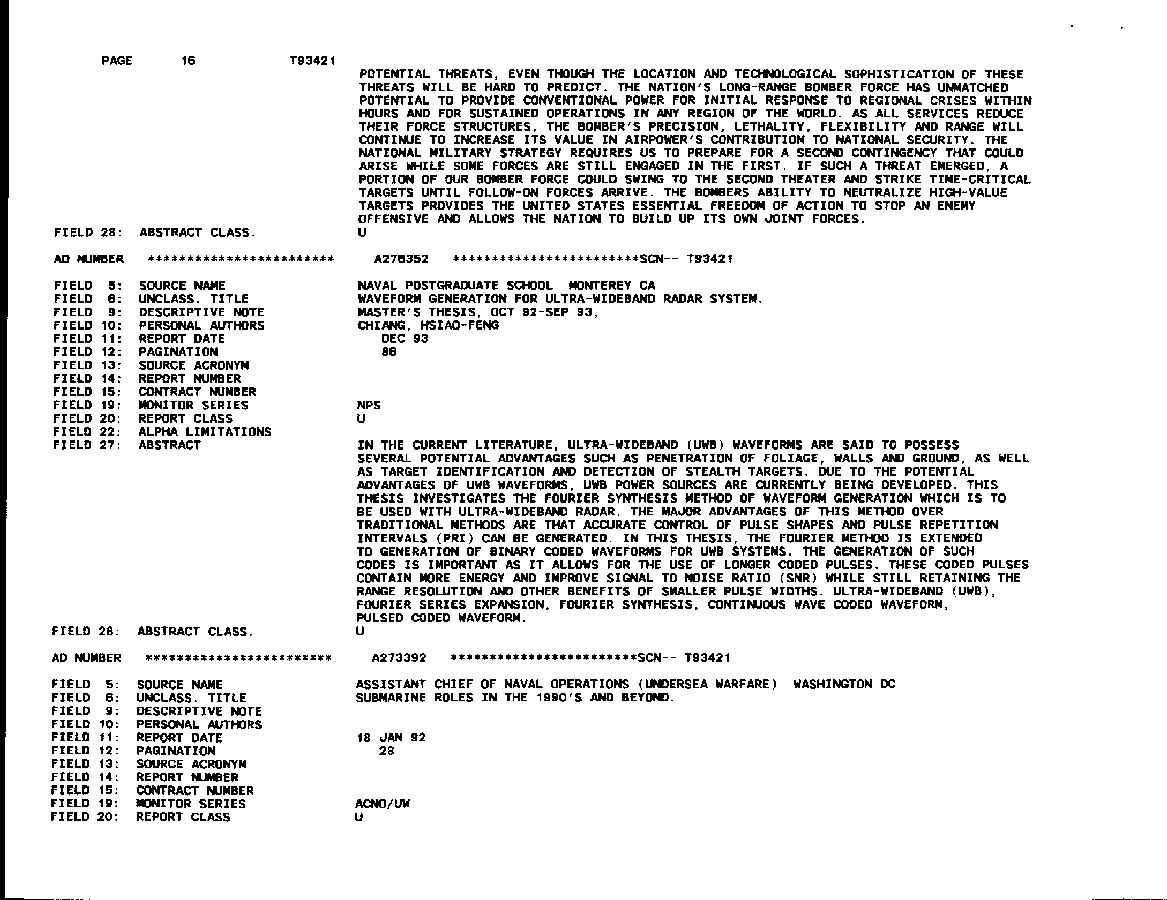 PAGE 16 T93421
POTENTIAL THREATS, EVEN THOUGH THE LOCATION AND TECHNOLOGICAL SOPHISTICATION OF THESE
THREATS WILL BE HARD TO PREDICT. THE NATION'S LONG-RANGE BOMBER FORCE HAS UNMATCHED
POTENTIAL TO PROVIDE CONVENTIONAL POWER FOR INITIAL RESPONSE TO REGIONAL CRISES WITHIN
HOURS AND FOR SUSTAINED OPERATIONS IN ANY REGION OF THE WORLD. AS ALL SERVICES REDUCE
THEIR FORCE STRUCTURES, THE BOMBER'S PRECISION, LETHALITY, FLEXIBILITY AND RANGE WILL
CONTINUE TO INCREASE ITS VALUE IN AIRPOWER'S CONTRIBUTION TO NATIONAL SECURITY. THE
NATIONAL MILITARY STRATEGY REQUIRES US TO PREPARE FOR A SECOND CONTINGENCY THAT COULD
ARISE WHILE SOME FORCES ARE STILL ENGAGED IN THE FIRST. IF SUCH A THREAT EMERGED, A
PORTION OF OUR BOMBER FORCE COULD SWING TO THE SECOND THEATER AND STRIKE TIME-CRITICAL
TARGETS UNTIL FOLLOW-ON FORCES ARRIVE. THE BOMBERS ABILITY TO NEUTRALIZE HIGH-VALUE
TARGETS PROVIDES THE UNITED STATES ESSENTIAL FREEDOM OF ACTION TO STOP AN ENEMY
OFFENSIVE AND ALLOWS THE NATION TO BUILD UP ITS OWN JOINT FORCES.
FIELD 28: ABSTRACT CLASS. U
AD NUMBER ************************ A276352 ************************SCN-- T93421
FIELD 5: SOURCE NAME NAVAL POSTGRADUATE SCHOOL MONTEREY CA
FIELD 6: UNCLASS. TITLE WAVEFORM GENERATION FOR ULTRA-WIDEBAND RADAR SYSTEM.
FIELD 9: DESCRIPTIVE NOTE MASTER'S THESIS, OCT 92-SEP 93,
FIELD 10: PERSONAL AUTHORS CHIANG, HSIAO-FENG
FIELD 11: REPORT DATE DEC 93
FIELD 12: PAGINATION 86
FIELD 13: SOURCE ACRONYM
FIELD 14: REPORT NUMBER
FIELD 15: CONTRACT NUMBER
FIELD 19: MONITOR SERIES NPS
FIELD 20: REPORT CLASS U
FIELD 22: ALPHA LIMITATIONS
FIELD 27: ABSTRACT IN THE CURRENT LITERATURE, ULTRA-WIDEBAND (UWB) WAVEFORMS ARE SAID TO POSSESS
SEVERAL POTENTIAL ADVANTAGES SUCH AS PENETRATION OF FOLIAGE, WALLS AND GROUND, AS WELL
AS TARGET IDENTIFICATION AND DETECTION OF STEALTH TARGETS. DUE TO THE POTENTIAL
ADVANTAGES OF UWB WAVEFORMS, UWB POWER SOURCES ARE CURRENTLY BEING DEVELOPED. THIS
THESIS INVESTIGATES THE FOURIER SYNTHESIS METHOD OF WAVEFORM GENERATION WHICH IS TO
BE USED WITH ULTRA-WIDEBAND RADAR. THE MAJOR ADVANTAGES OF THIS METHOD OVER
TRADITIONAL METHODS ARE THAT ACCURATE CONTROL OF PULSE SHAPES AND PULSE REPETITION
INTERVALS (PRI) CAN BE GENERATED. IN THIS THESIS, THE FOURIER METHOD IS EXTENDED
TO GENERATION OF BINARY CODED WAVEFORMS FOR UWB SYSTEMS. THE GENERATION OF SUCH
CODES IS IMPORTANT AS IT ALLOWS FOR THE USE OF LONGER CODED PULSES. THESE CODED PULSES
CONTAIN MORE ENERGY AND IMPROVE SIGNAL TO NOISE RATIO (SNR) WHILE STILL RETAINING THE
RANGE RESOLUTION AND OTHER BENEFITS OF SMALLER PULSE WIDTHS. ULTRA-WIDEBAND (UWB),
FOURIER SERIES EXPANSION, FOURIER SYNTHESIS, CONTINUOUS WAVE CODED WAVEFORM,
PULSED CODED WAVEFORM.
FIELD 28: ABSTRACT CLASS. U
AD NUMBER ************************ A273392 ************************SCN-- T93421
FIELD 5: SOURCE NAME ASSISTANT CHIEF OF NAVAL OPERATIONS (UNDERSEA WARFARE) WASHINGTON DC
FIELD 6: UNCLASS. TITLE SUBMARINE ROLES IN THE 1990'S AND BEYOND.
FIELD 9: DESCRIPTIVE NOTE
FIELD 10: PERSONAL AUTHORS
FIELD 11: REPORT DATE 18 JAN 92
FIELD 12: PAGINATION 28
FIELD 13: SOURCE ACRONYM
FIELD 14: REPORT NUMBER
FIELD 15: CONTRACT NUMBER
FIELD 19: MONITOR SERIES ACNO/UW
FIELD 20: REPORT CLASS U